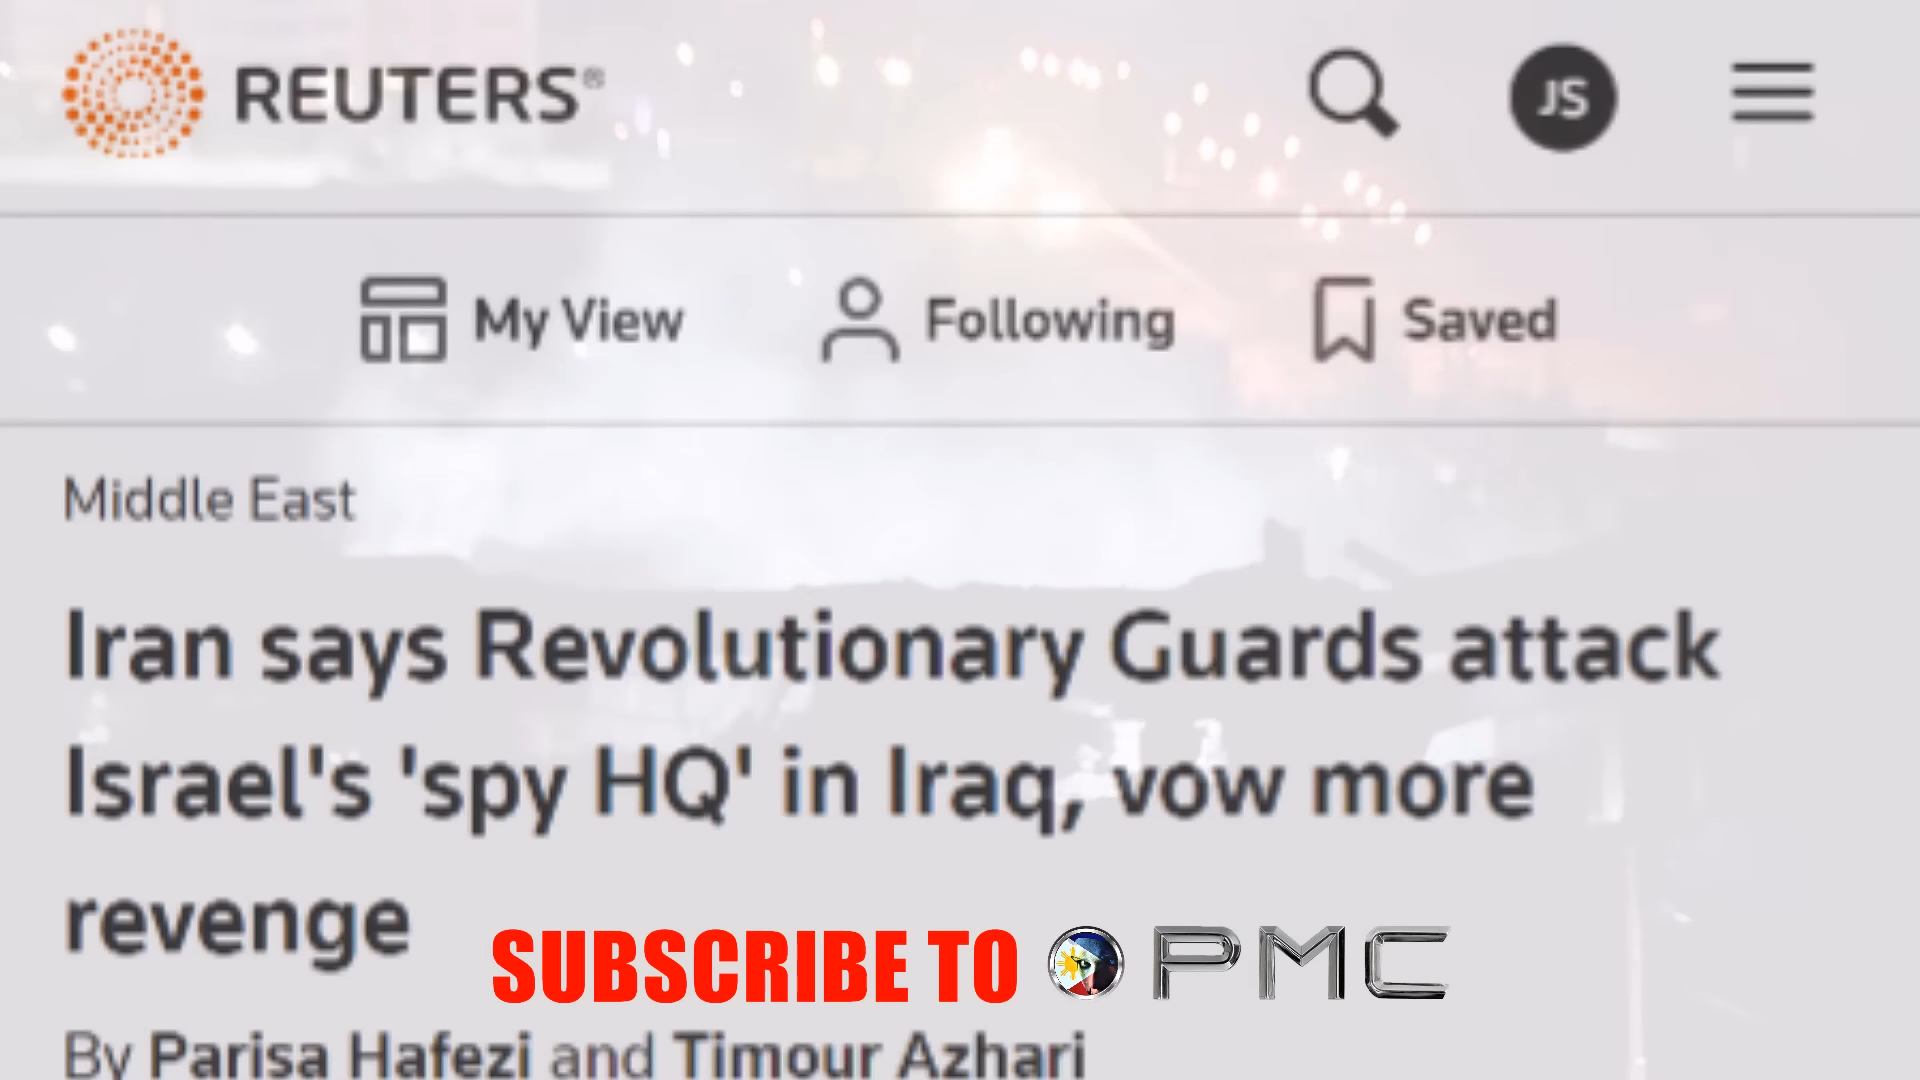 REUTERS®
JS
My View
Following
Saved
Middle East
Iran says Revolutionary Guards attack
Israel's 'spy HQ' in Iraq, vow more
revenge
SUBSCRIBE TO PMC
By Parisa Hafezi and Timour Azhari